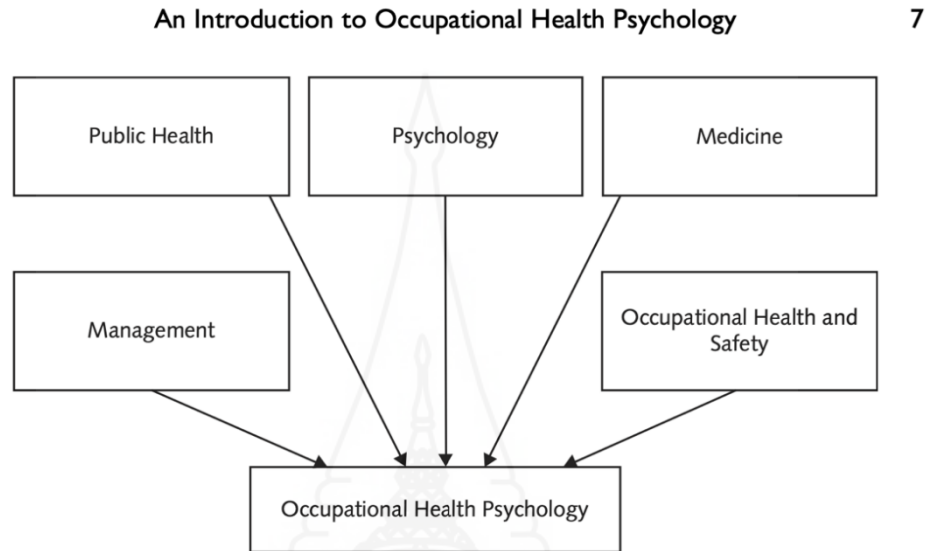 An Introduction to Occupational Health Psychology 7
Public Health
Psychology
Medicine
Management
Occupational Health and
Safety
Occupational Health Psychology